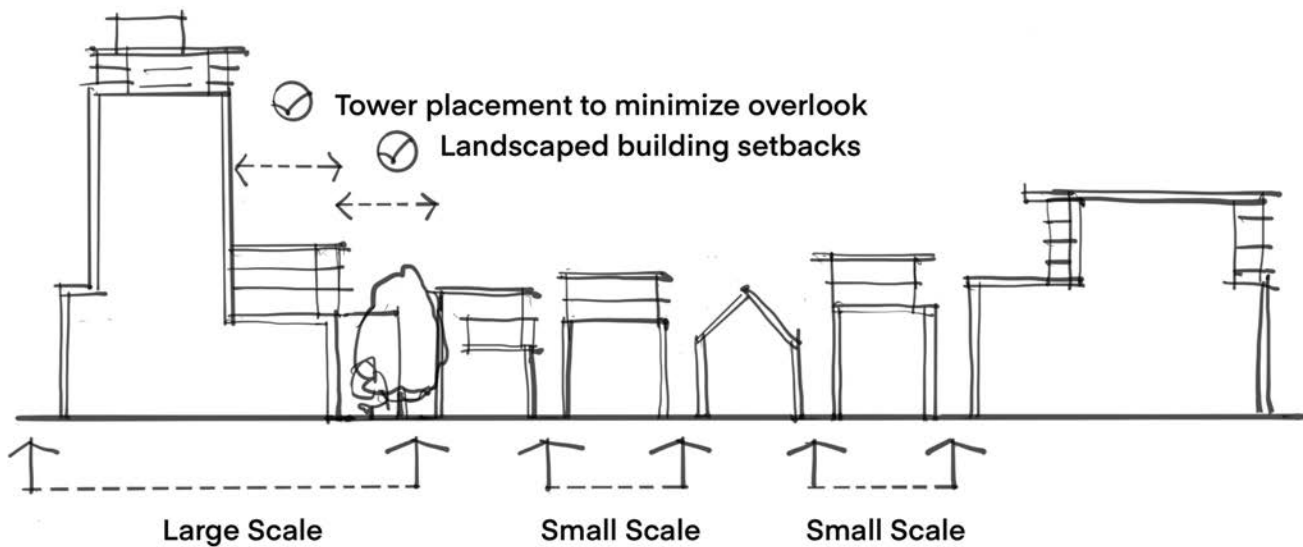 Tower placement to minimize overlook
Landscaped building setbacks
Large Scale
Small Scale
Small Scale